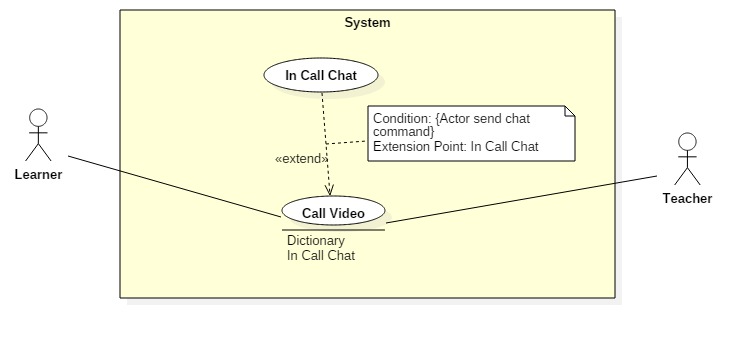 System
In Call Chat
Condition: {Actor send chat
command}
Extension Point: In Call Chat
«extend»
Learner
Teacher
Call Video
Dictionary
In Call Chat